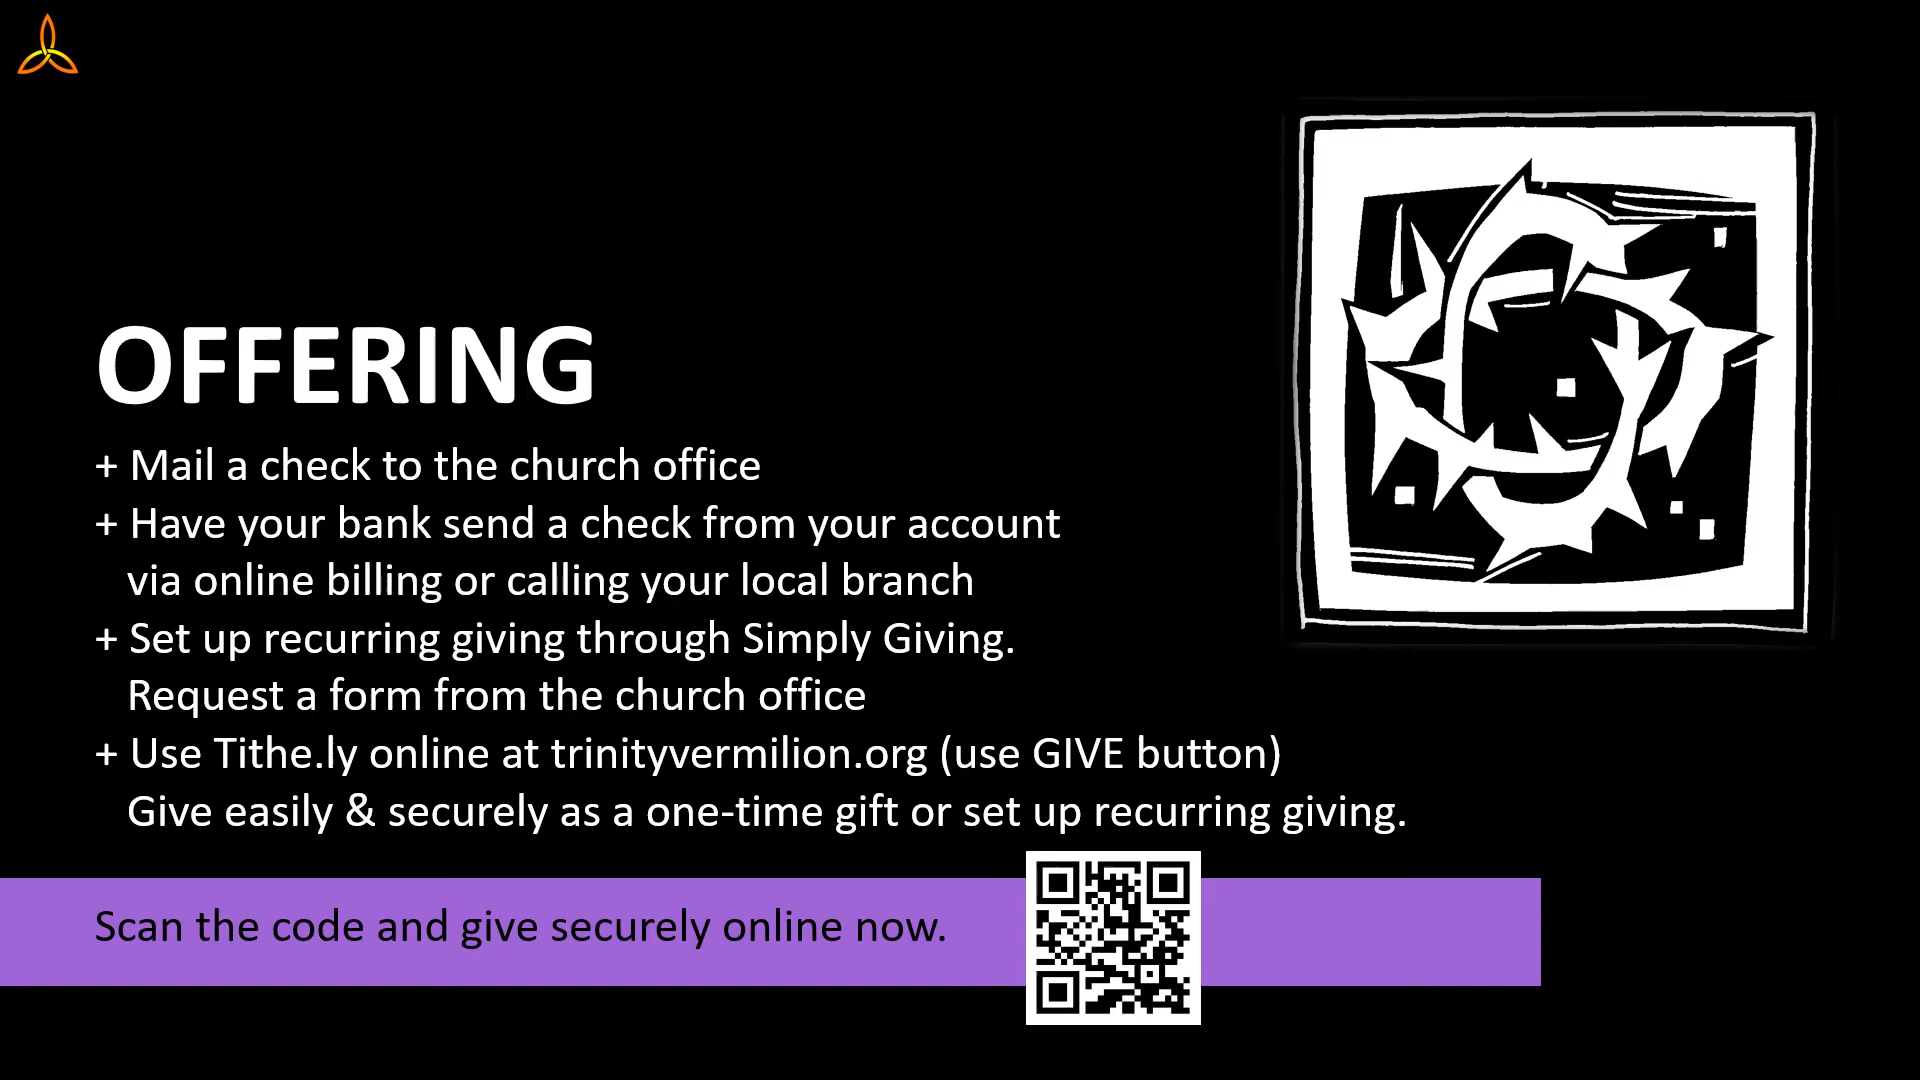 OFFERING
+ Mail a check to the church office
+ Have your bank send a check from your account
via online billing or calling your local branch
+ Set up recurring giving through Simply Giving.
Request a form from the church office
+ Use Tithe.ly online at trinityvermilion.org (use GIVE button)
Give easily & securely as a one-time gift or set up recurring giving.
Scan the code and give securely online now.